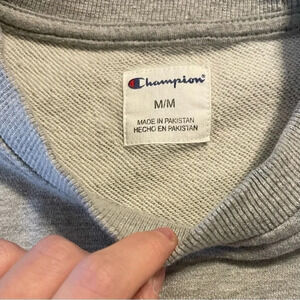 Champion
M/M
MADE IN PAKISTAN
HECHO EN PAKISTAN